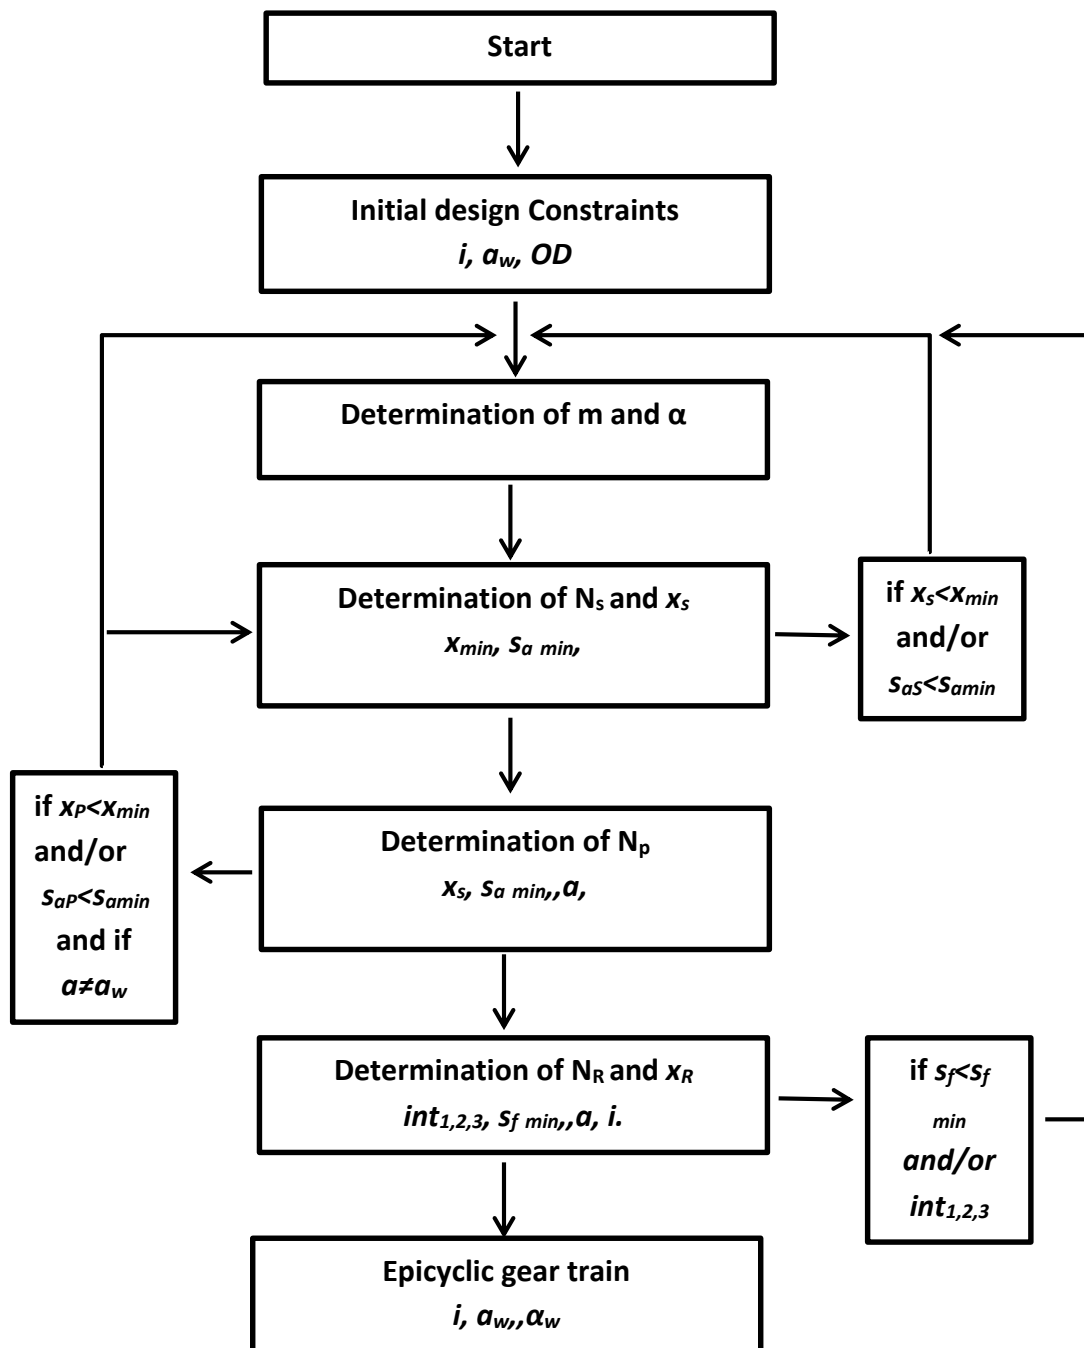 Start
Initial design Constraints
i, aw, OD
Determination of m and α
Determination of Ns and xs
xmin, sa min,
if xs<xmin
and/or
saS<samin
if xP<xmin
and/or
saP<samin
and if
a≠aw
Determination of Np
xs, sa min,,a,
Determination of NR and xR
int1,2,3, sf min,,a, i.
if sf<sf
min
and/or
int1,2,3
Epicyclic gear train
i, aw,,αw